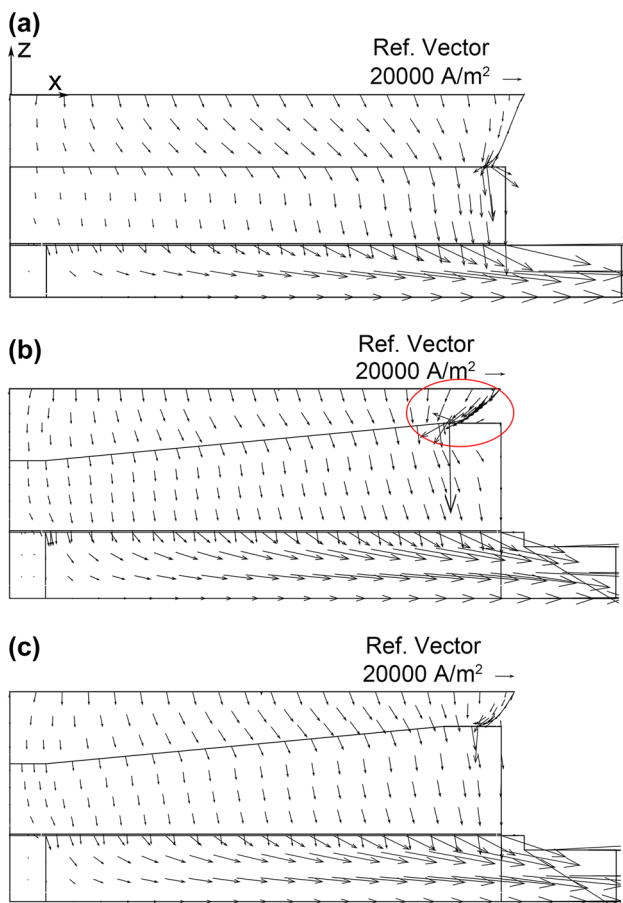 (a)
z
x
Ref. Vector
20000 A/m²
(b)
Ref. Vector
20000 A/m²
(c)
Ref. Vector
20000 A/m²